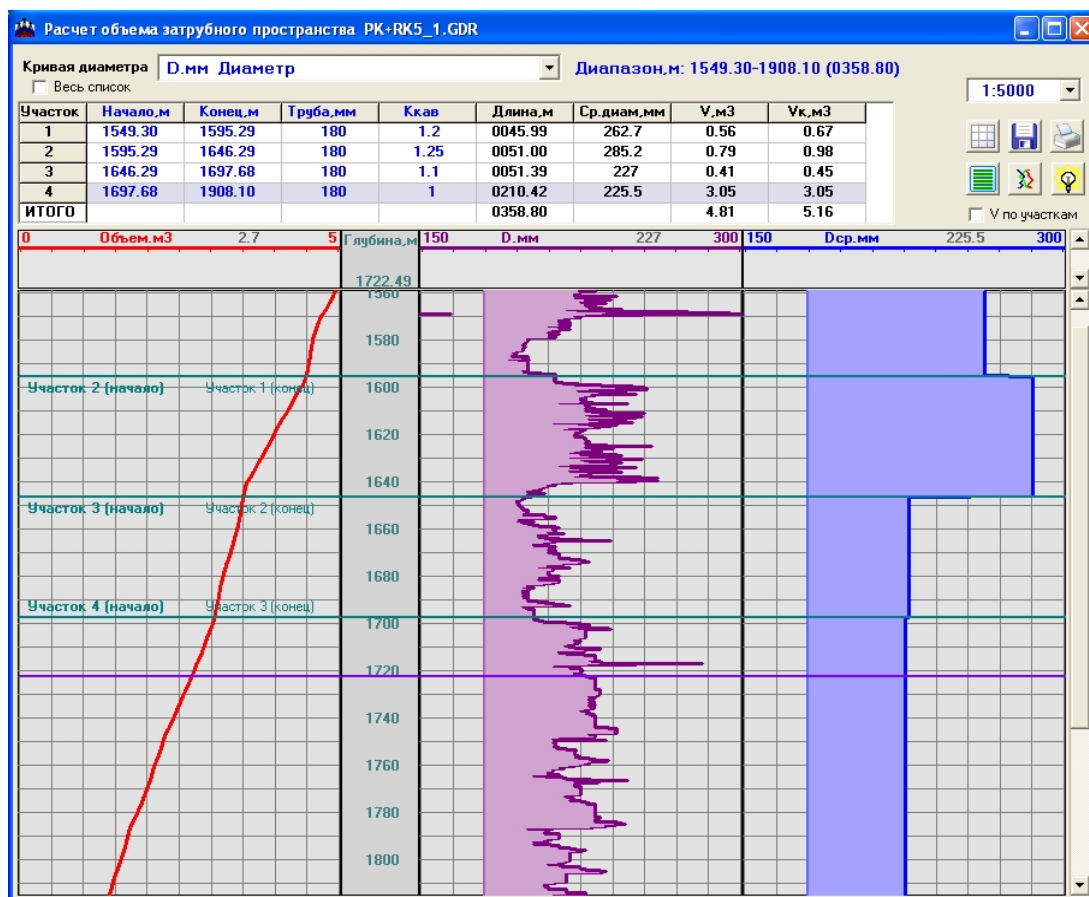 Расчет объема затрубного пространства PK+RK5_1.GDR
Кривая диаметра D.мм Диаметр Диапазон,м: 1549.30-1908.10 (0358.80)
Весь список 1:5000
Участок Начало,м Конец,м Труба,мм Ккав Длина,м Ср.диам,мм V,м3 Vк,м3
1 1549.30 1595.29 180 1.2 0045.99 262.7 0.56 0.67
2 1595.29 1646.29 180 1.25 0051.00 285.2 0.79 0.98
3 1646.29 1697.68 180 1.1 0051.39 227 0.41 0.45
4 1697.68 1908.10 180 1 0210.42 225.5 3.05 3.05
ИТОГО 0358.80 4.81 5.16
V по участкам
0 Объем.м3 2.7 5 Глубина,м 150 D.мм 227 300 150 Dср.мм 225.5 300
1722.49
1560
1580
1600
Участок 2 (начало) Участок 1 (конец)
1620
1640
Участок 3 (начало) Участок 2 (конец)
1660
1680
Участок 4 (начало) Участок 3 (конец)
1700
1720
1740
1760
1780
1800